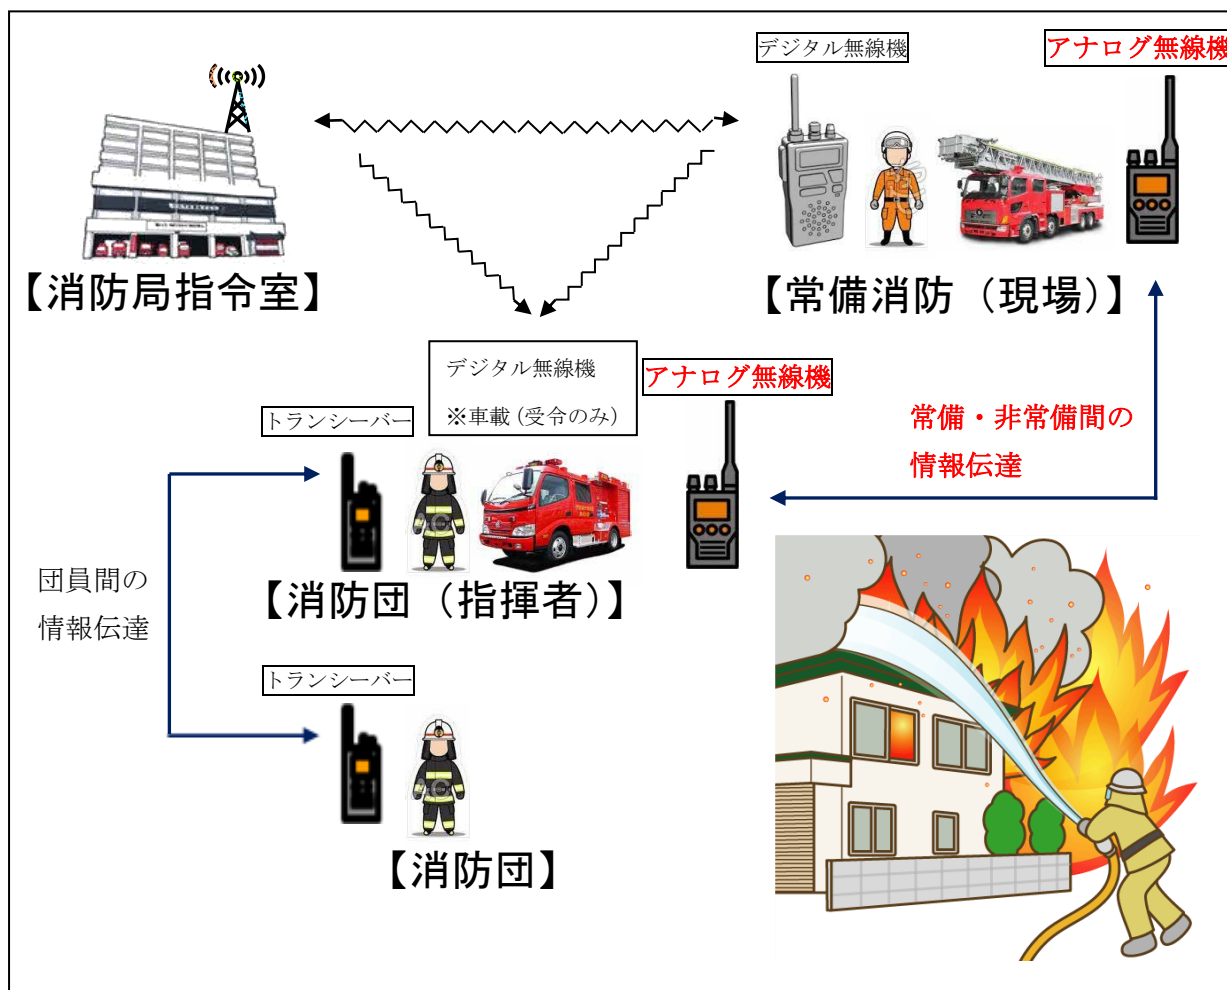 デジタル無線機
アナログ無線機
【消防局指令室】
【常備消防（現場）】
デジタル無線機
※車載（受令のみ）
アナログ無線機
トランシーバー
常備・非常備間の
情報伝達
【消防団（指揮者）】
団員間の
情報伝達
トランシーバー
【消防団】